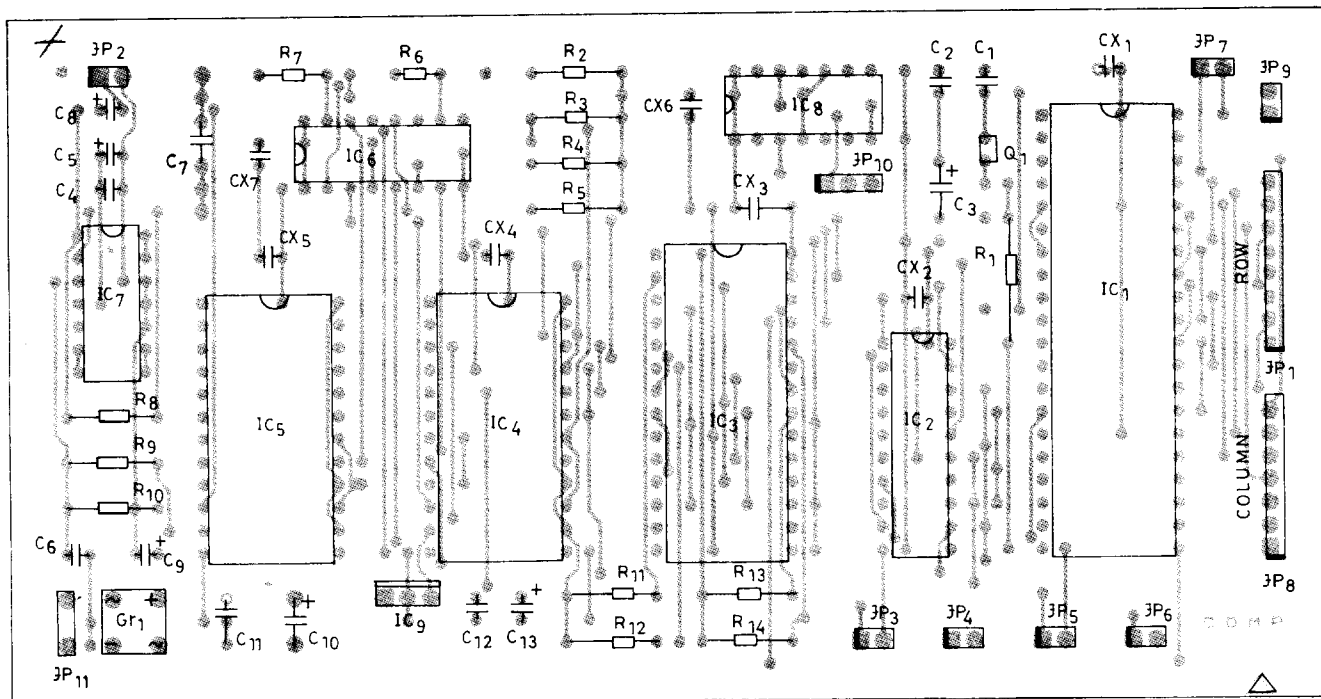 JP2
R7
R6
R2
C2
C1
CX1
JP7
JP9
C8
+
R3
CX6
IC8
C5
+
C7
CX7
IC6
R4
JP10
Q1
C4
R5
CX3
+
C3
CX5
CX4
R1
CX2
ROW
IC7
IC1
JP1
R8
IC5
IC4
IC3
IC2
R9
COLUMN
R10
C6
+
C9
JP8
R11
R13
Gr1
+
C11
+
C10
IC9
C12
+
C13
R12
R14
JP3
JP4
JP5
JP6
COMP
JP11